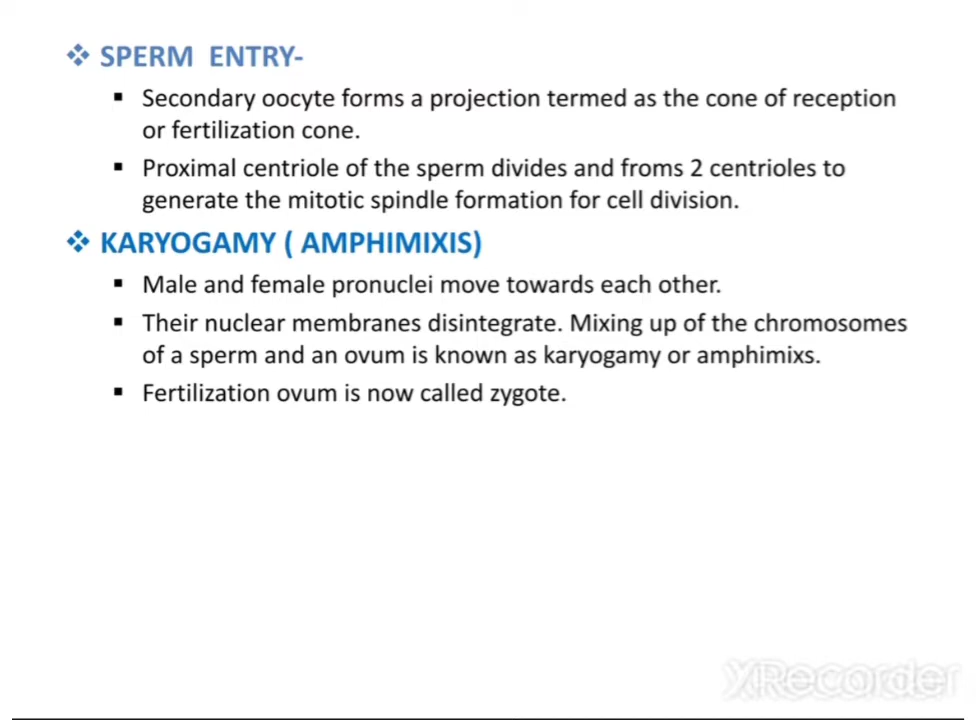 SPERM ENTRY-
Secondary oocyte forms a projection termed as the cone of reception
or fertilization cone.
Proximal centriole of the sperm divides and froms 2 centrioles to
generate the mitotic spindle formation for cell division.
KARYOGAMY ( AMPHIMIXIS)
Male and female pronuclei move towards each other.
Their nuclear membranes disintegrate. Mixing up of the chromosomes
of a sperm and an ovum is known as karyogamy or amphimixs.
Fertilization ovum is now called zygote.
XRecorder